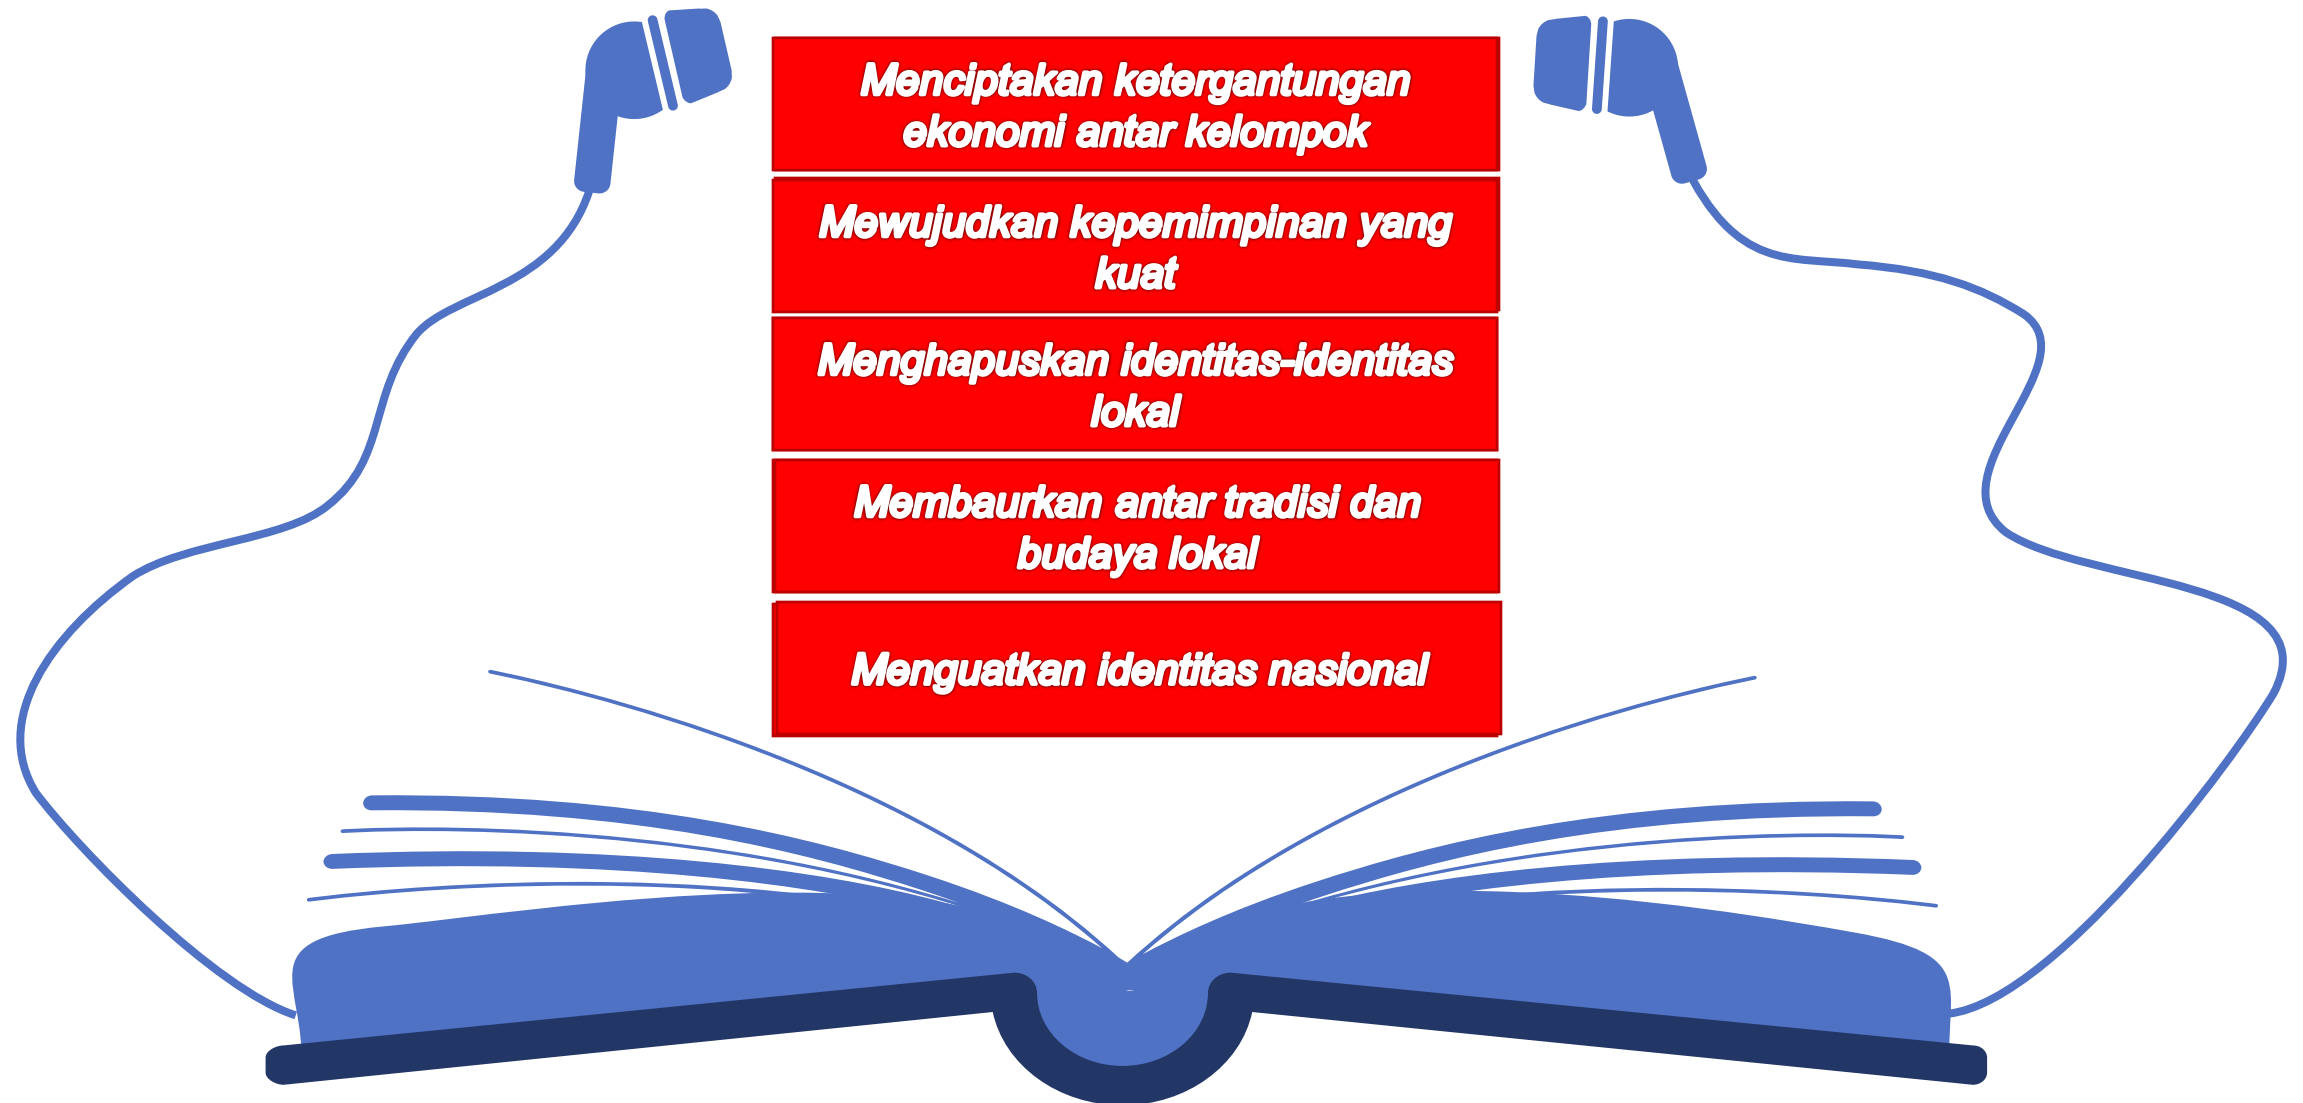 Menciptakan ketergantungan
ekonomi antar kelompok
Mewujudkan kepemimpinan yang
kuat
Menghapuskan identitas-identitas
lokal
Membaurkan antar tradisi dan
budaya lokal
Menguatkan identitas nasional